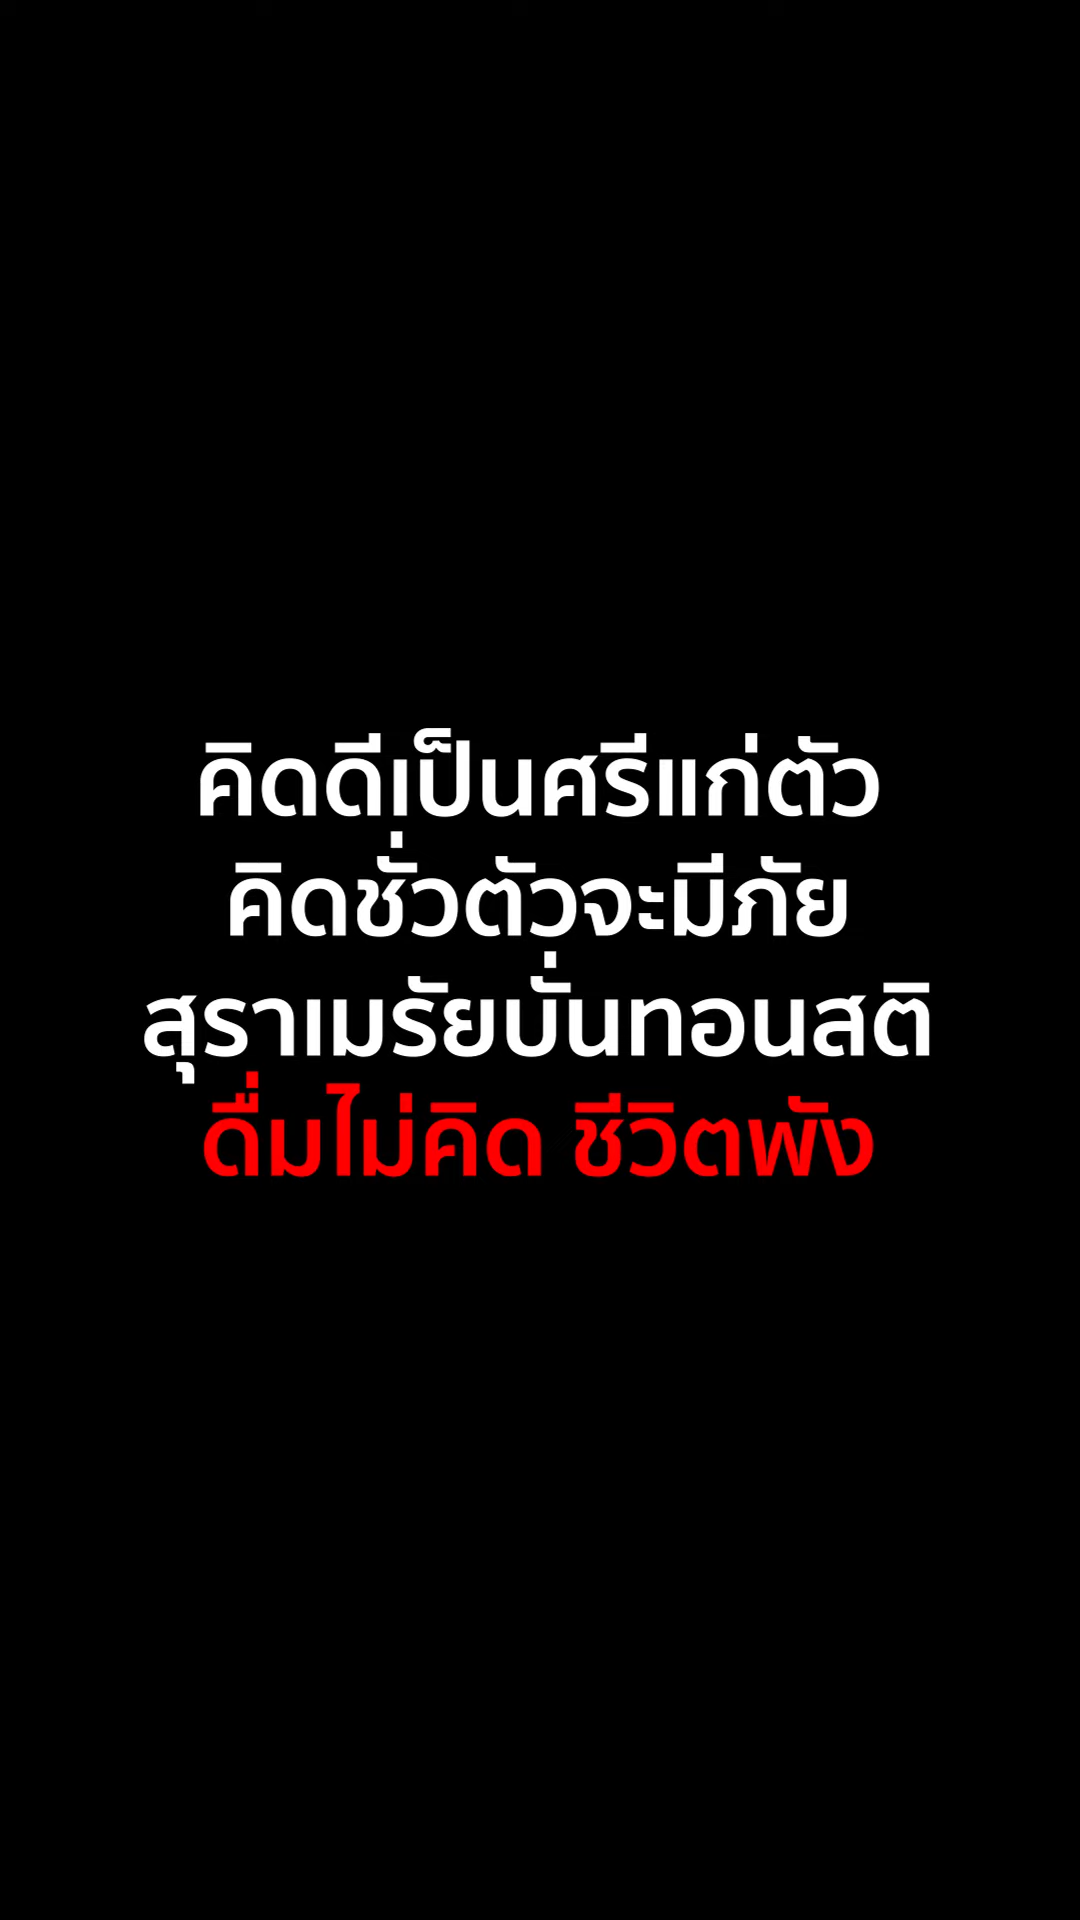 คิดดีเป็นศรีแก่ตัว
คิดชั่วตัวจะมีภัย
สุราเมรัยบั่นทอนสติ
ดื่มไม่คิด ชีวิตพัง